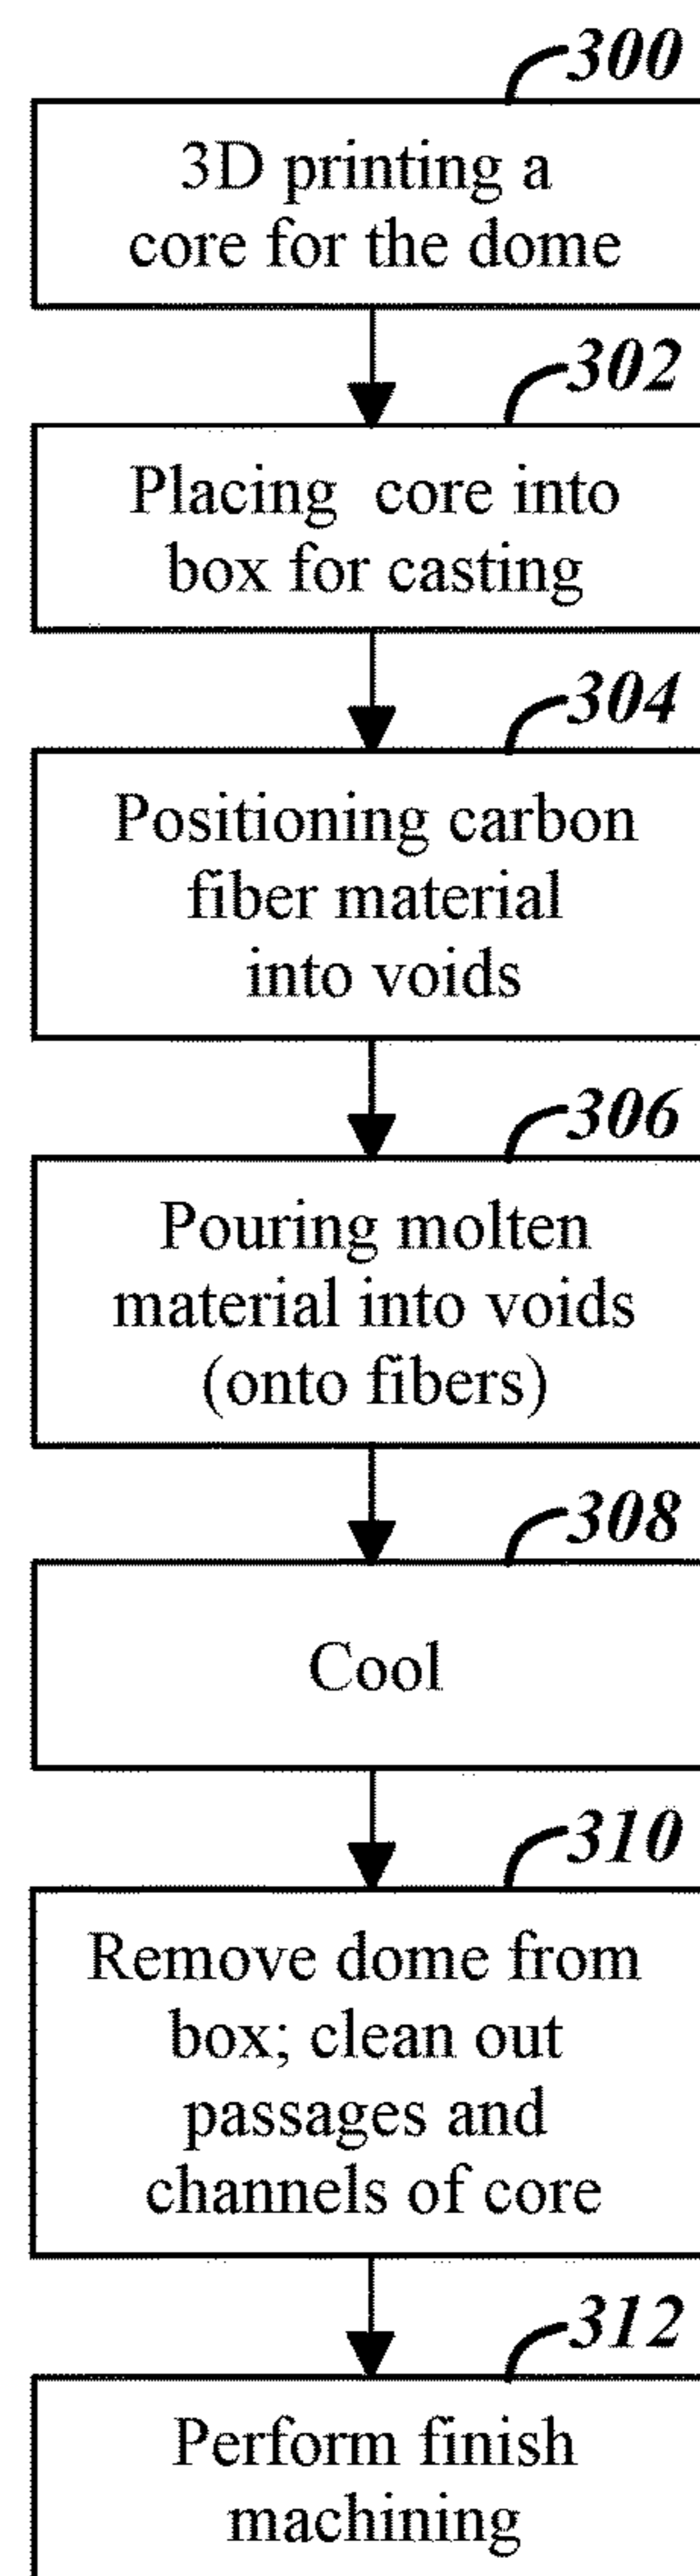 300
3D printing a
core for the dome
302
Placing core into
box for casting
304
Positioning carbon
fiber material
into voids
306
Pouring molten
material into voids
(onto fibers)
308
Cool
310
Remove dome from
box; clean out
passages and
channels of core
312
Perform finish
machining